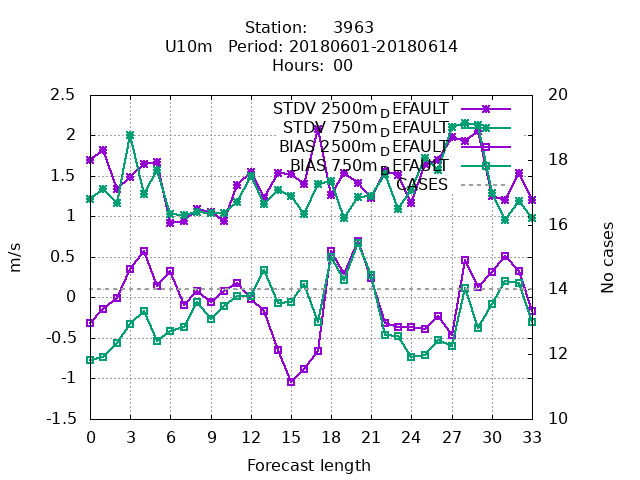 Station: 3963
U10m Period: 20180601-20180614
Hours: 00
2.5
2
1.5
1
0.5
0
-0.5
-1
-1.5
m/s
20
18
16
14
12
10
No cases
STDV 2500m_DEFAULT
STDV 750m_DEFAULT
BIAS 2500m_DEFAULT
BIAS 750m_DEFAULT
CASES
0 3 6 9 12 15 18 21 24 27 30 33
Forecast length